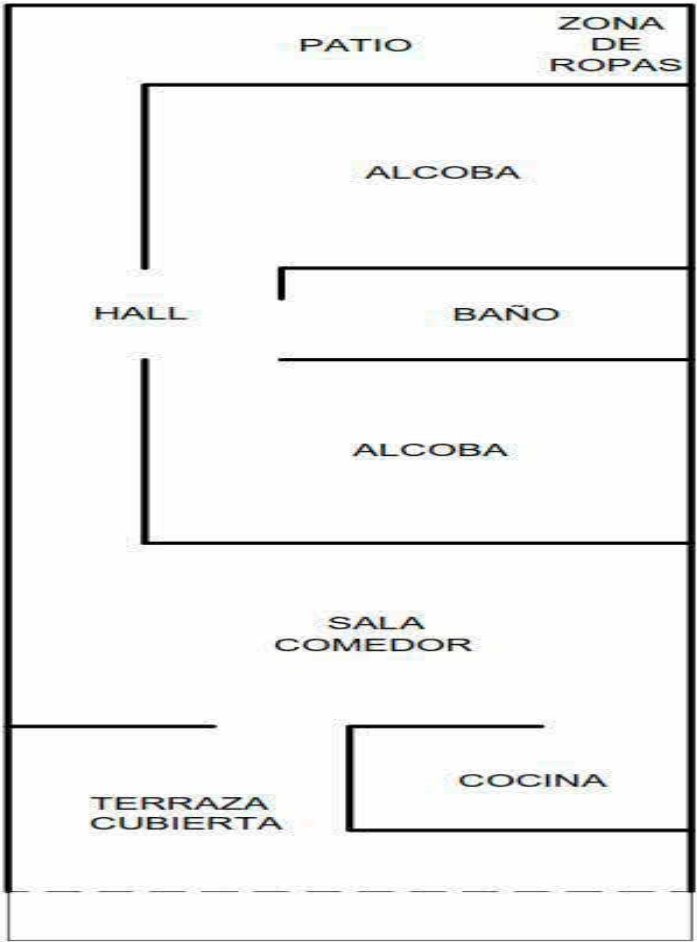 PATIO
ZONA
DE
ROPAS
ALCOBA
HALL
BAÑO
ALCOBA
SALA
COMEDOR
COCINA
TERRAZA
CUBIERTA